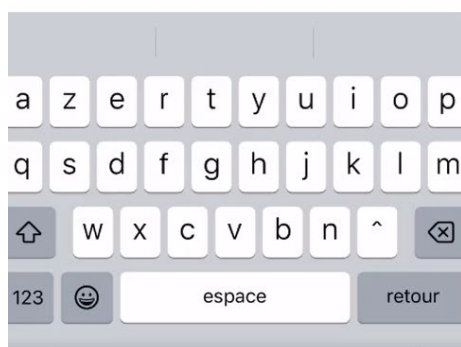 a z e r t y u i o p
q s d f g h j k l m
w x c v b n ^
123 espace retour